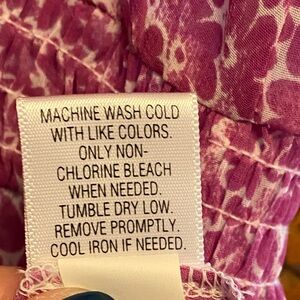 MACHINE WASH COLD
WITH LIKE COLORS.
ONLY NON-
CHLORINE BLEACH
WHEN NEEDED.
TUMBLE DRY LOW.
REMOVE PROMPTLY.
COOL IRON IF NEEDED.